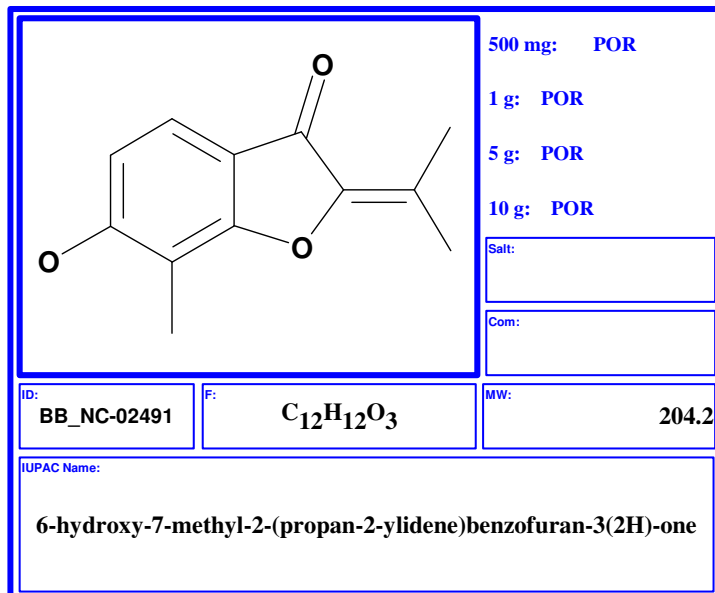 O
O
O
500 mg: POR
1 g: POR
5 g: POR
10 g: POR
Salt:
Com:
ID:
BB_NC-02491
F:
C12H12O3
MW:
204.2
IUPAC Name:
6-hydroxy-7-methyl-2-(propan-2-ylidene)benzofuran-3(2H)-one